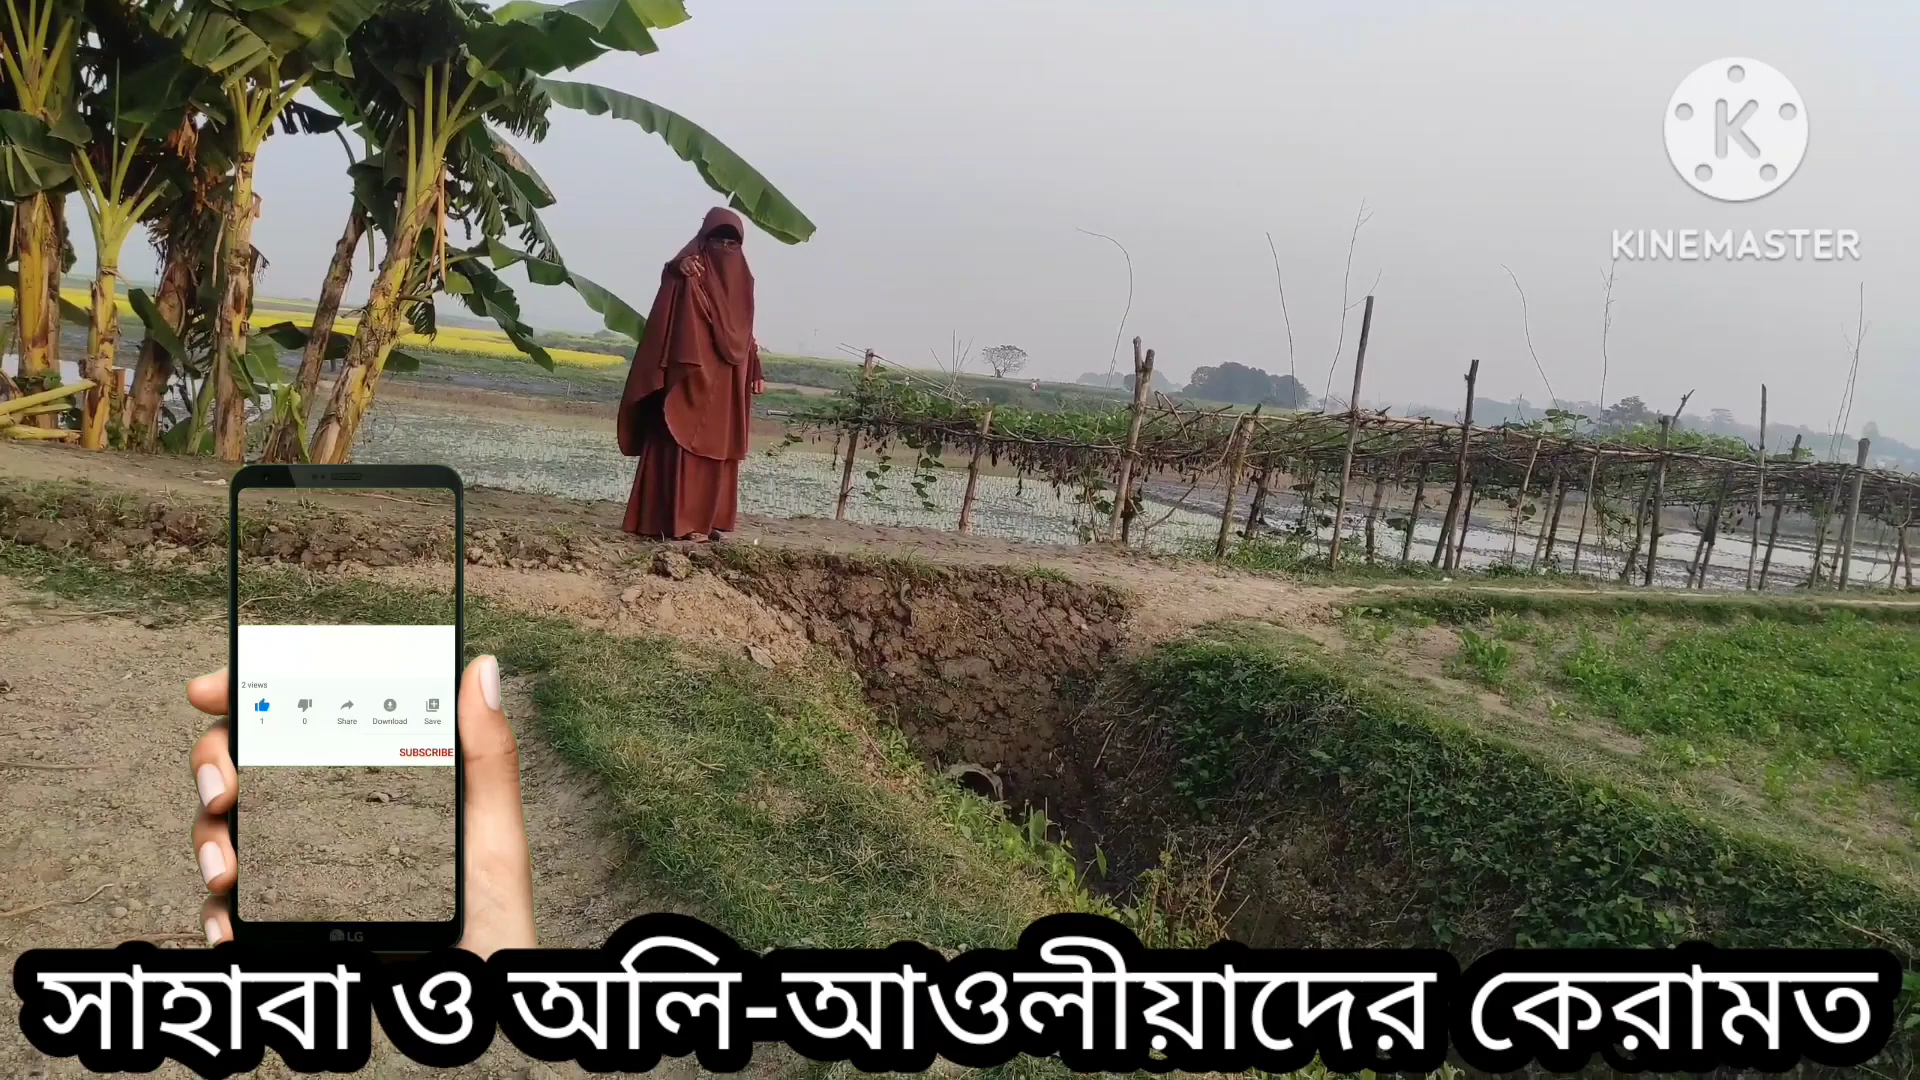 KINEMASTER
2 views
1 0 Share Download Save
SUBSCRIBE
LG
সাহাবা ও অলি-আওলীয়াদের কেরামত